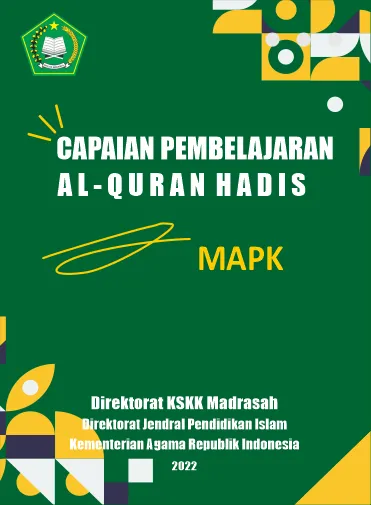 CAPAIAN PEMBELAJARAN
AL-QURAN HADIS
MAPK
Direktorat KSKK Madrasah
Direktorat Jendral Pendidikan Islam
Kementerian Agama Republik Indonesia
2022